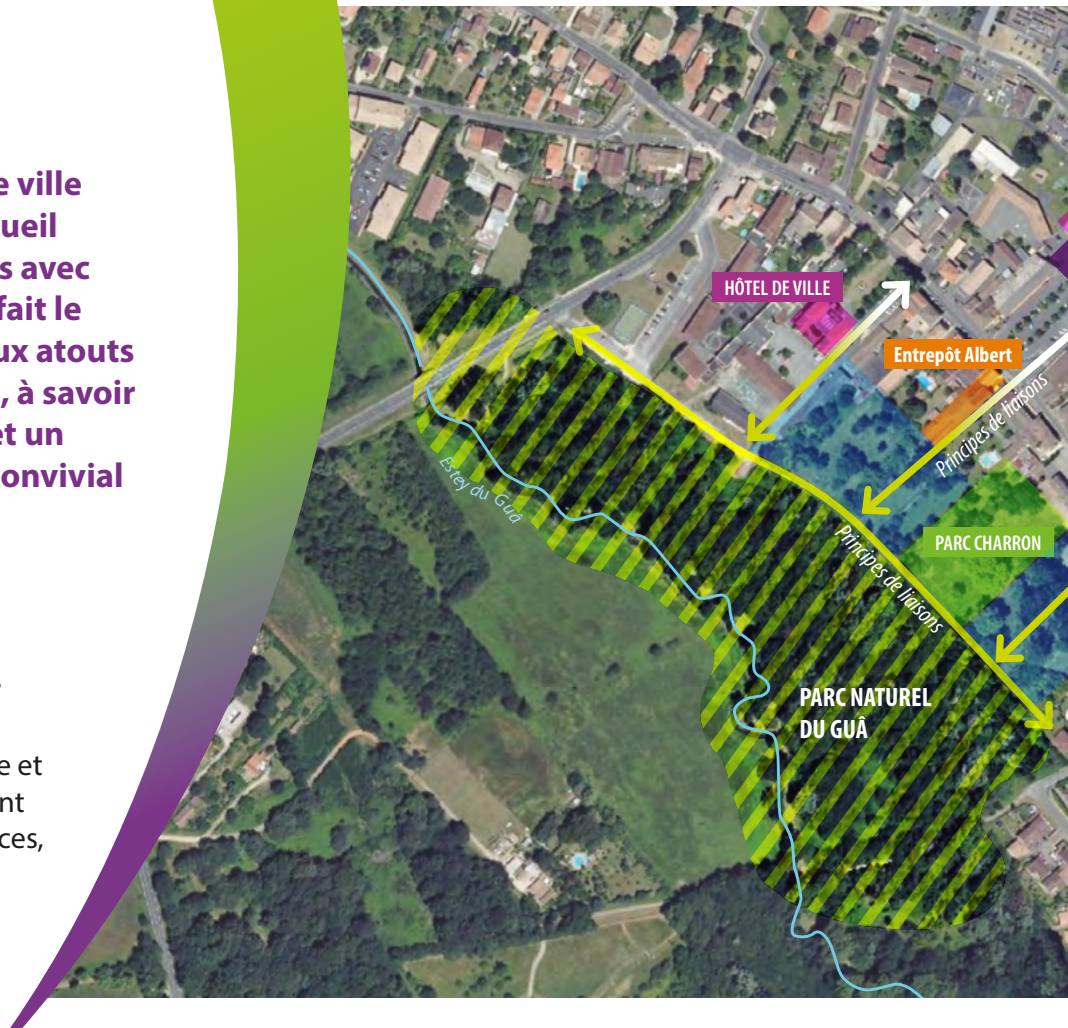 e ville
ueil
s avec
fait le
ux atouts
, à savoir
et un
onvivial
e et
nt
ces,
HÔTEL DE VILLE
Entrepôt Albert
Principes de liaisons
PARC CHARRON
Principes de liaisons
Estey du Guâ
PARC NATUREL
DU GUÂ